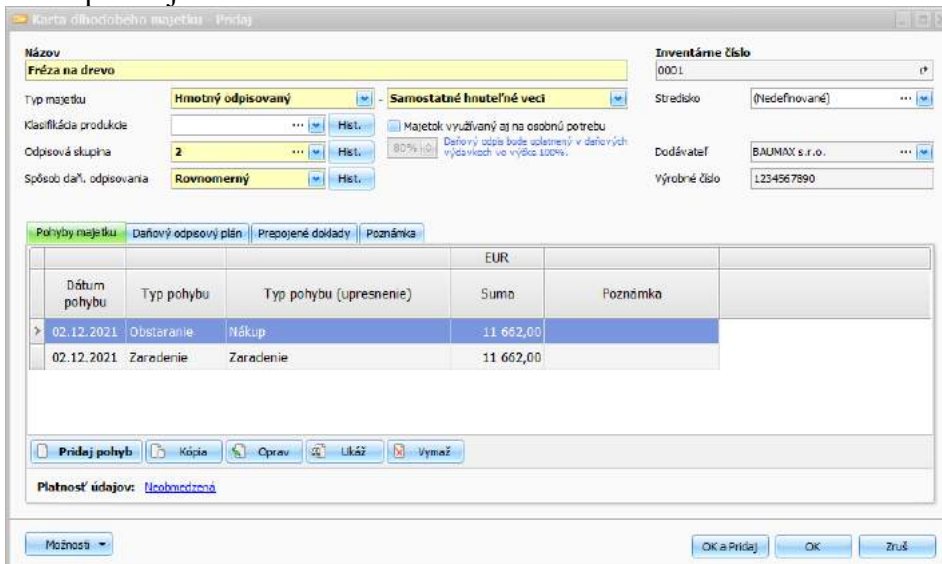 Karta dlhodobého majetku - Pridaj
Názov
Inventárne číslo
Fréza na drevo
0001
Typ majetku
Hmotný odpisovaný
-
Samostatné hnuteľné veci
Stredisko
(Nedefinované)
Klasifikácia produkcie
Hist.
Majetok využívaný aj na osobnú potrebu
Odpisová skupina
2
Hist.
80%
Daňový odpis bude uplatnený v daňových
výdavkoch vo výške 100%.
Dodávateľ
BAUMAX s.r.o.
Spôsob daň. odpisovania
Rovnomerný
Hist.
Výrobné číslo
1234567890
Pohyby majetku
Daňový odpisový plán
Prepojené doklady
Poznámka
EUR
Dátum pohybu
Typ pohybu
Typ pohybu (upresnenie)
Suma
Poznámka
02.12.2021 Obstaranie Nákup 11 662,00
02.12.2021 Zaradenie Zaradenie 11 662,00
Pridaj pohyb
Kópia
Oprav
Ukáž
Vymaž
Platnosť údajov: Neobmedzená
Možnosti
OK a Pridaj
OK
Zruš